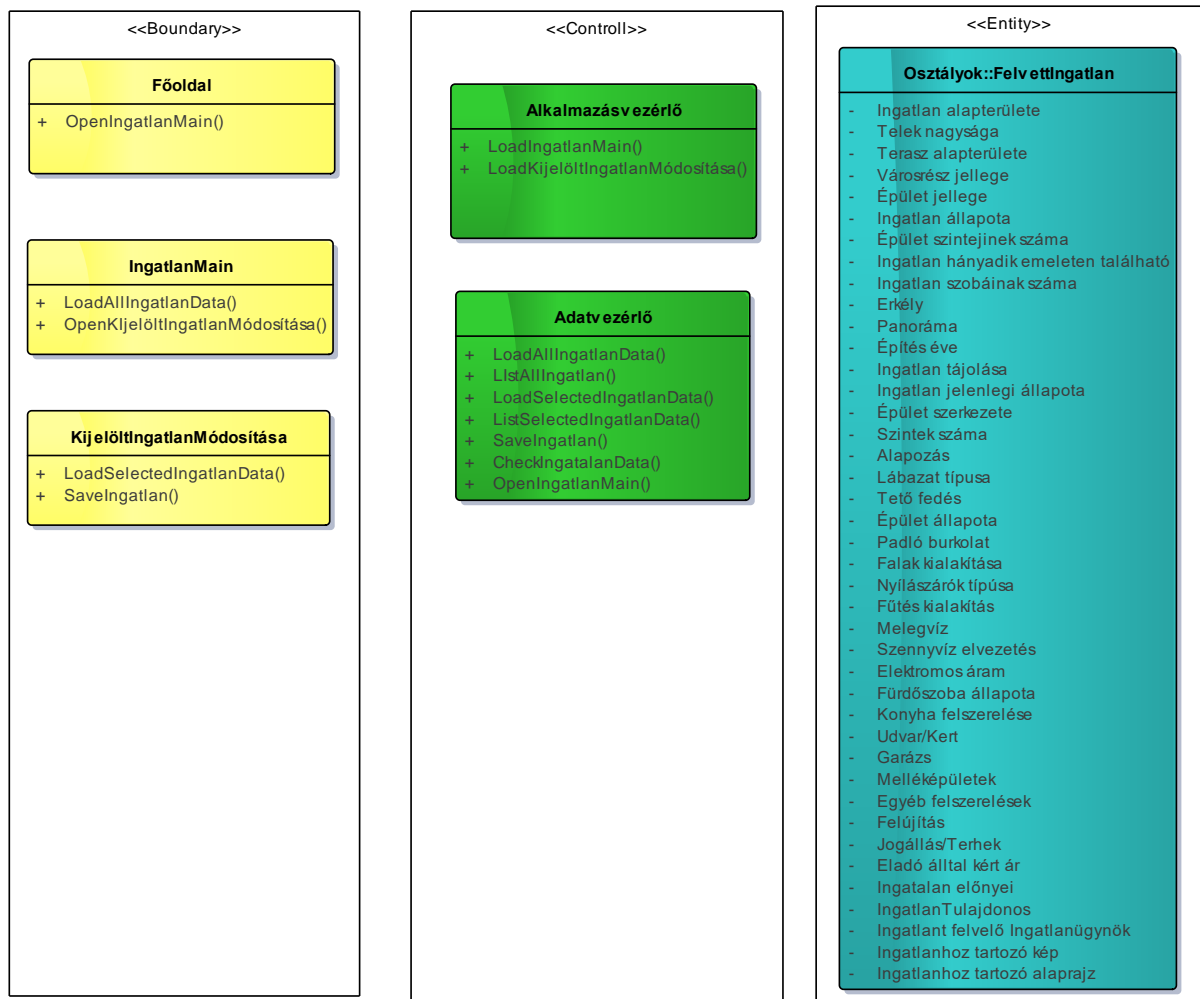 <<Boundary>>
Főoldal
+ OpenIngatlanMain()
IngatlanMain
+ LoadAllIngatlanData()
+ OpenKIjelöltIngatlanMódosítása()
KijelöltIngatlanMódosítása
+ LoadSelectedIngatlanData()
+ SaveIngatlan()
<<Controll>>
Alkalmazásvezérlő
+ LoadIngatlanMain()
+ LoadKijelöltIngatlanMódosítása()
Adatvezérlő
+ LoadAllIngatlanData()
+ LIstAllIngatlan()
+ LoadSelectedIngatlanData()
+ ListSelectedIngatlanData()
+ SaveIngatlan()
+ CheckIngatalanData()
+ OpenIngatlanMain()
<<Entity>>
Osztályok::FelvettIngatlan
- Ingatlan alapterülete
- Telek nagysága
- Terasz alapterülete
- Városrész jellege
- Épület jellege
- Ingatlan állapota
- Épület szintejinek száma
- Ingatlan hányadik emeleten található
- Ingatlan szobáinak száma
- Erkély
- Panoráma
- Építés éve
- Ingatlan tájolása
- Ingatlan jelenlegi állapota
- Épület szerkezete
- Szintek száma
- Alapozás
- Lábazat típusa
- Tető fedés
- Épület állapota
- Padló burkolat
- Falak kialakítása
- Nyílászárók típúsa
- Fűtés kialakítás
- Melegvíz
- Szennyvíz elvezetés
- Elektromos áram
- Fürdőszoba állapota
- Konyha felszerelése
- Udvar/Kert
- Garázs
- Melléképületek
- Egyéb felszerelések
- Felújítás
- Jogállás/Terhek
- Eladó álltal kért ár
- Ingatalan előnyei
- IngatlanTulajdonos
- Ingatlant felvelő Ingatlanügynök
- Ingatlanhoz tartozó kép
- Ingatlanhoz tartozó alaprajz